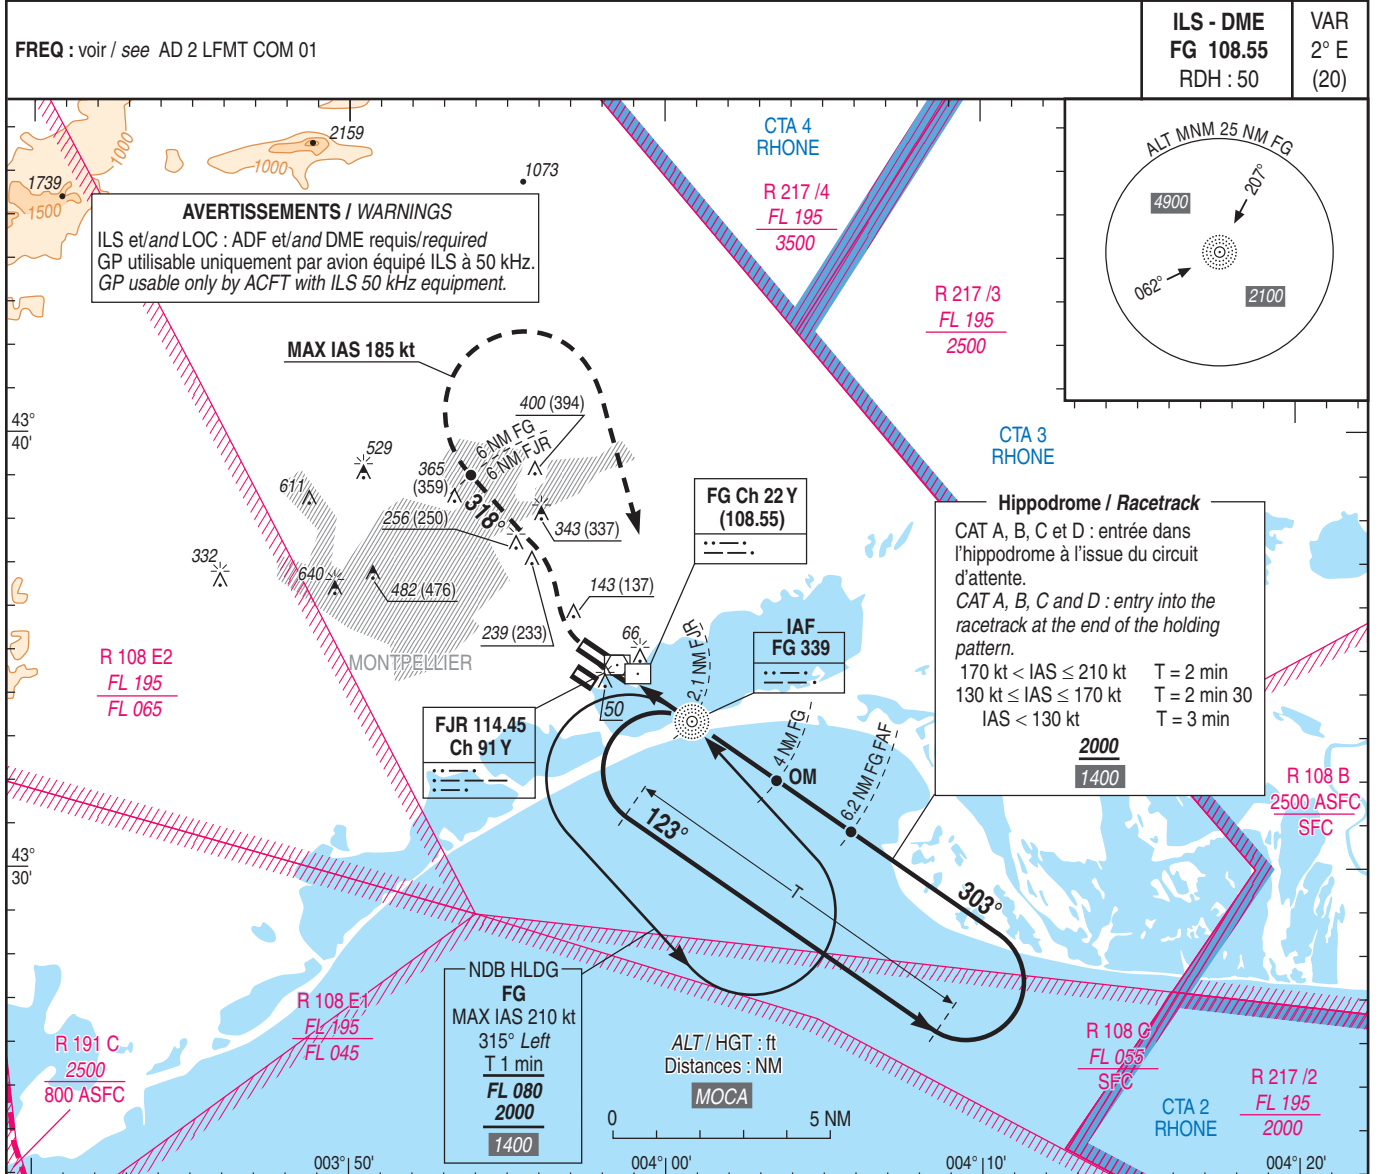 FREQ : voir / see AD 2 LFMT COM 01
ILS - DME
FG 108.55
RDH : 50
VAR
2° E
(20)
ALT MNM 25 NM FG
207°
4900
062°
2100
1000
2159
1000
1073
1739
1500
AVERTISSEMENTS / WARNINGS
ILS et/and LOC : ADF et/and DME requis/required
GP utilisable uniquement par avion équipé ILS à 50 kHz.
GP usable only by ACFT with ILS 50 kHz equipment.
CTA 4
RHONE
R 217 /4
FL 195
3500
R 217 /3
FL 195
2500
MAX IAS 185 kt
400 (394)
6 NM FG
6 NM FJR
43°
40'
529
365
(359)
611
318°
256 (250)
343 (337)
332
640
482 (476)
239 (233)
143 (137)
66
MONTPELLIER
CTA 3
RHONE
FG Ch 22 Y
(108.55)
Hippodrome / Racetrack
CAT A, B, C et D : entrée dans
l'hippodrome à l'issue du circuit
d'attente.
CAT A, B, C and D : entry into the
racetrack at the end of the holding
pattern.
170 kt < IAS ≤ 210 kt T = 2 min
130 kt ≤ IAS ≤ 170 kt T = 2 min 30
IAS < 130 kt T = 3 min
2000
1400
IAF
FG 339
2.1 NM FJR
R 108 E2
FL 195
FL 065
50
FJR 114.45
Ch 91 Y
4 NM FG
OM
6.2 NM FG FAF
R 108 B
2500 ASFC
SFC
123°
T
303°
43°
30'
NDB HLDG
FG
MAX IAS 210 kt
315° Left
T 1 min
FL 080
2000
1400
R 108 E1
FL 195
FL 045
R 191 C
2500
800 ASFC
ALT / HGT : ft
Distances : NM
MOCA
0 5 NM
R 108 C
FL 055
SFC
CTA 2
RHONE
R 217 /2
FL 195
2000
003° 50'
004° 00'
004° 10'
004° 20'